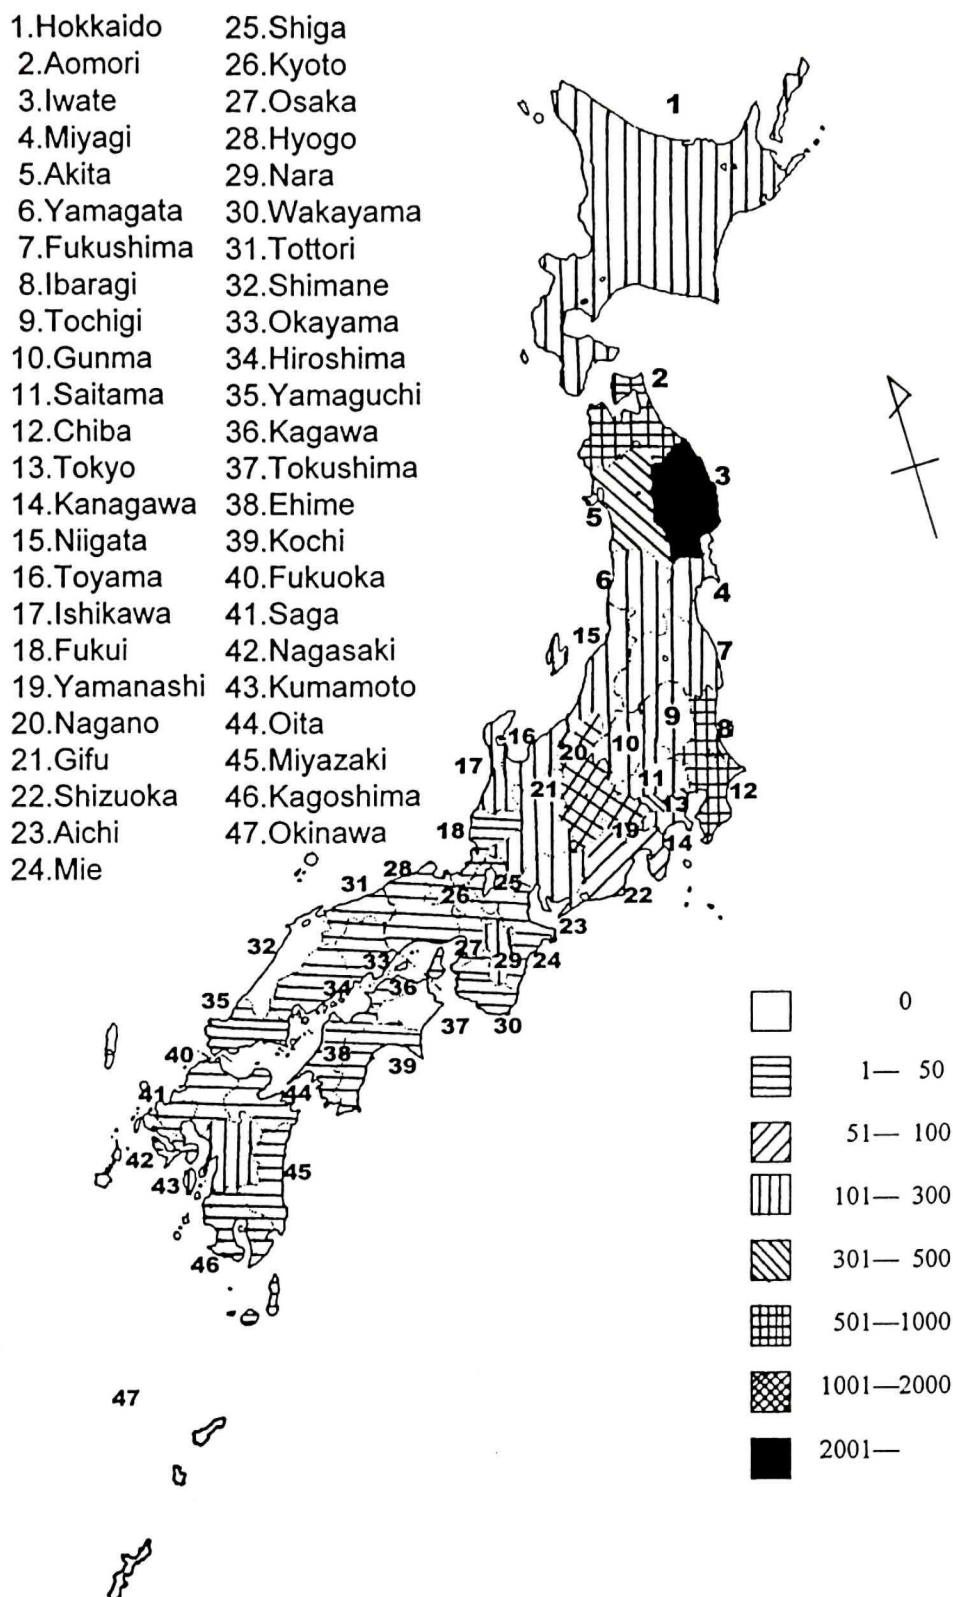 1.Hokkaido
2.Aomori
3.Iwate
4.Miyagi
5.Akita
6.Yamagata
7.Fukushima
8.Ibaragi
9.Tochigi
10.Gunma
11.Saitama
12.Chiba
13.Tokyo
14.Kanagawa
15.Niigata
16.Toyama
17.Ishikawa
18.Fukui
19.Yamanashi
20.Nagano
21.Gifu
22.Shizuoka
23.Aichi
24.Mie
25.Shiga
26.Kyoto
27.Osaka
28.Hyogo
29.Nara
30.Wakayama
31.Tottori
32.Shimane
33.Okayama
34.Hiroshima
35.Yamaguchi
36.Kagawa
37.Tokushima
38.Ehime
39.Kochi
40.Fukuoka
41.Saga
42.Nagasaki
43.Kumamoto
44.Oita
45.Miyazaki
46.Kagoshima
47.Okinawa
1
2
3
5
6
4
15
7
9
8
16
20
10
17
21
11
12
13
18
19
14
28
25
31
26
22
23
32
27
33
29
24
34
36
35
37
30
40
38
39
41
44
42
43
45
46
47
0
1— 50
51— 100
101— 300
301— 500
501—1000
1001—2000
2001—